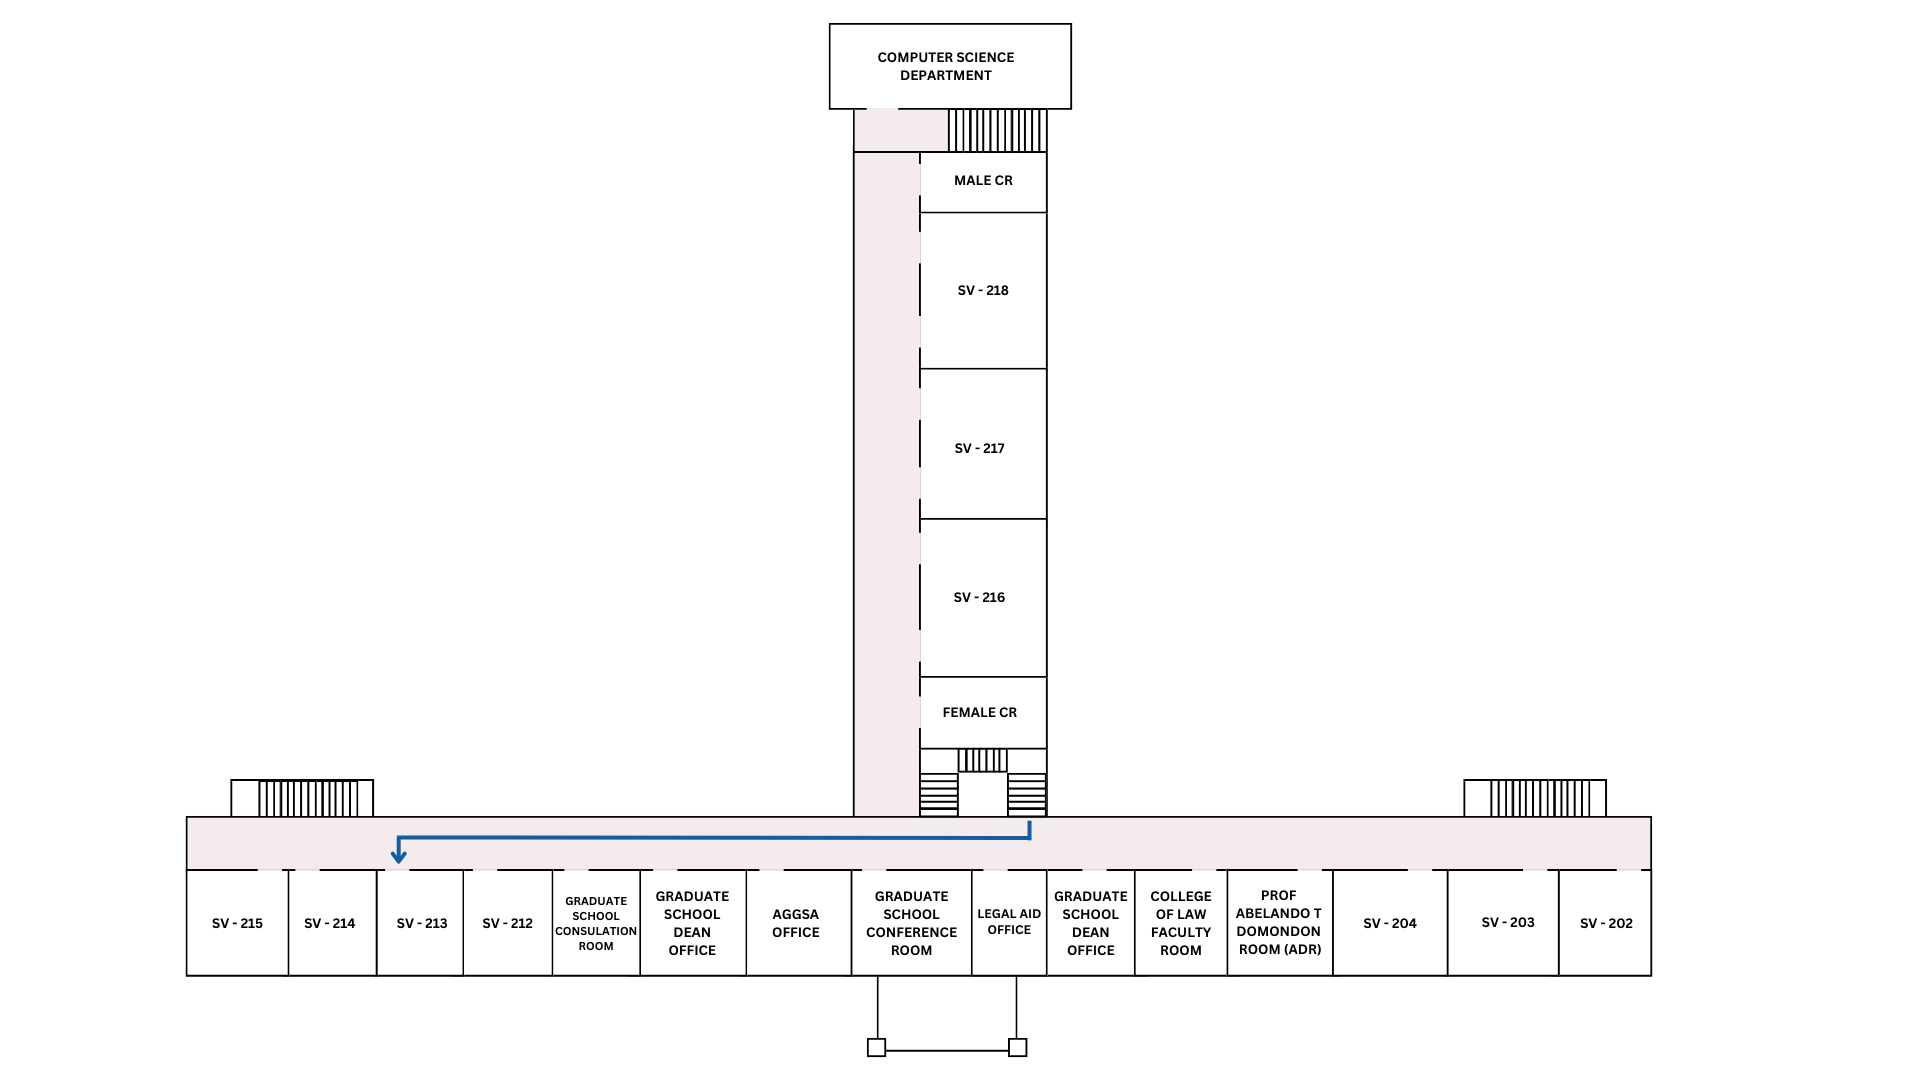 COMPUTER SCIENCE
DEPARTMENT
MALE CR
SV - 218
SV - 217
SV - 216
FEMALE CR
SV - 215
SV - 214
SV - 213
SV - 212
GRADUATE
SCHOOL
CONSULATION
ROOM
GRADUATE
SCHOOL
DEAN
OFFICE
AGGSA
OFFICE
GRADUATE
SCHOOL
CONFERENCE
ROOM
LEGAL AID
OFFICE
GRADUATE
SCHOOL
DEAN
OFFICE
COLLEGE
OF LAW
FACULTY
ROOM
PROF
ABELANDO T
DOMONDON
ROOM (ADR)
SV - 204
SV - 203
SV - 202